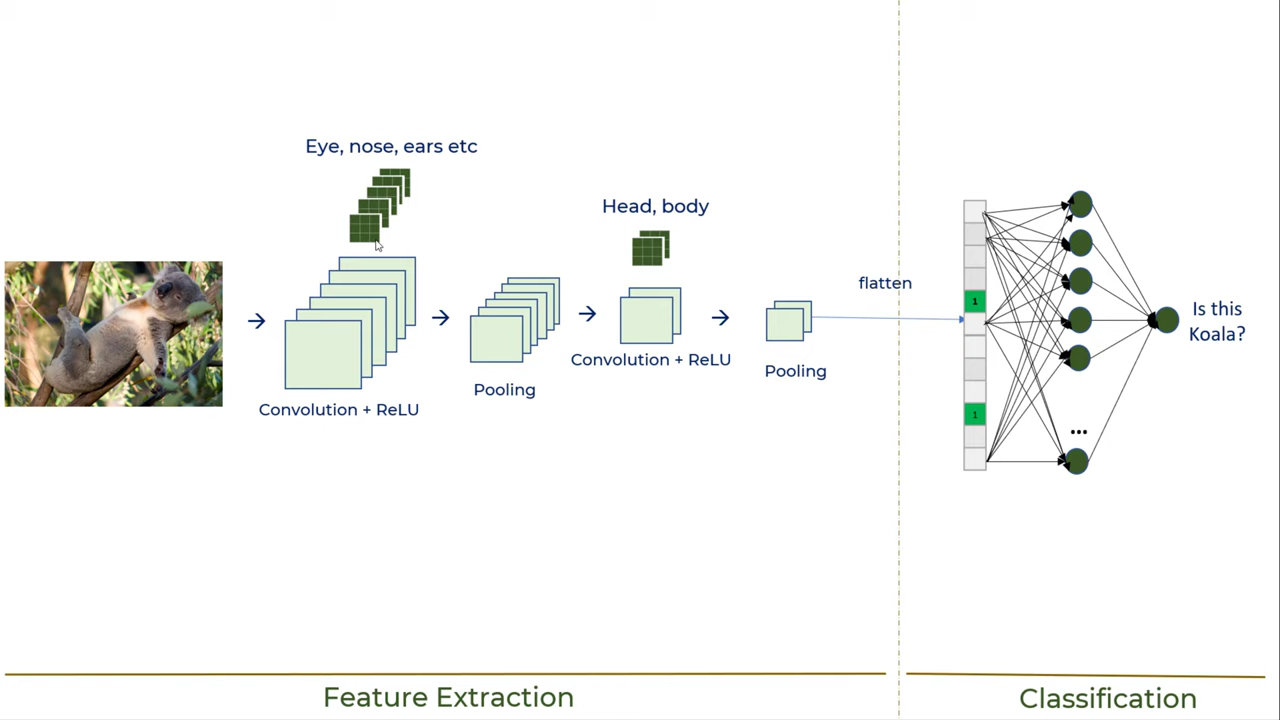 Eye, nose, ears etc
Head, body
flatten
1
Is this
Koala?
Convolution + ReLU
Pooling
Convolution + ReLU
Pooling
1
...
Feature Extraction
Classification